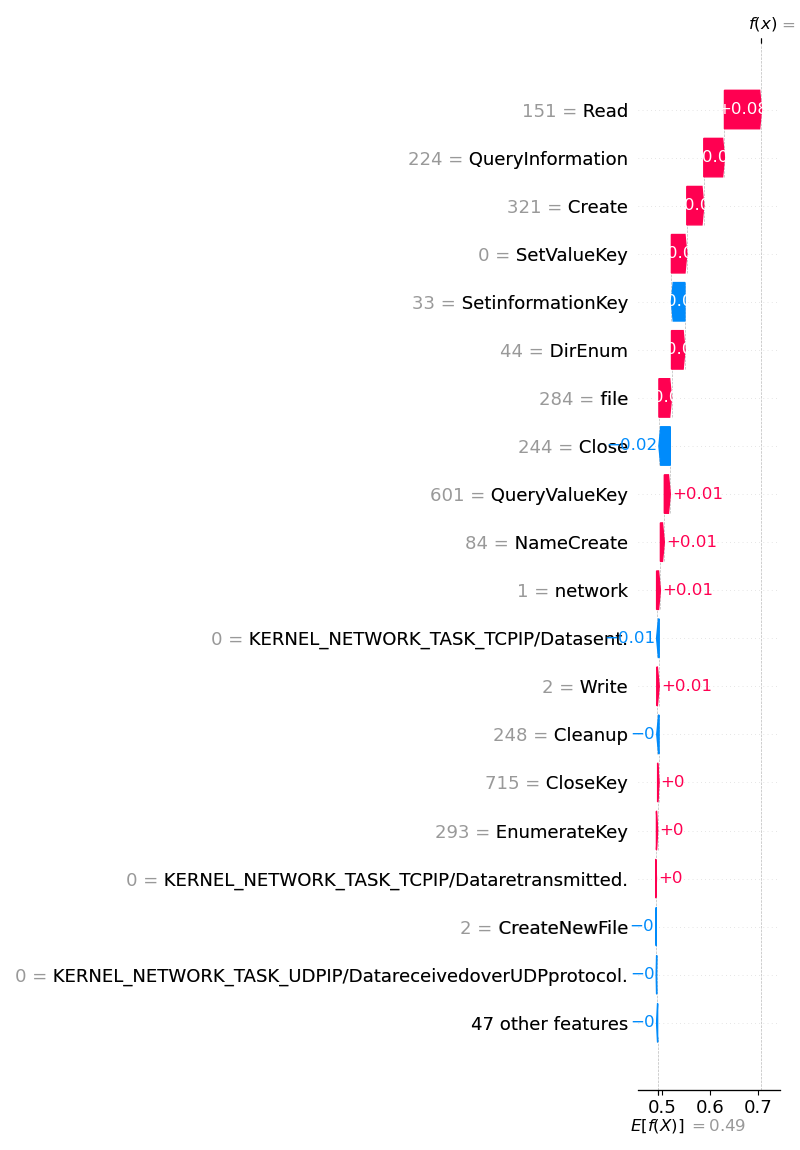 f(x) =
151 = Read +0.08
224 = QueryInformation
321 = Create
0 = SetValueKey
33 = SetinformationKey
44 = DirEnum
284 = file
244 = Close −0.02
601 = QueryValueKey +0.01
84 = NameCreate +0.01
1 = network +0.01
0 = KERNEL_NETWORK_TASK_TCPIP/Datasent. −0.01
2 = Write +0.01
248 = Cleanup −0
715 = CloseKey +0
293 = EnumerateKey +0
0 = KERNEL_NETWORK_TASK_TCPIP/Dataretransmitted. +0
2 = CreateNewFile −0
0 = KERNEL_NETWORK_TASK_UDPIP/DatareceivedoverUDPprotocol. −0
47 other features −0
0.5 0.6 0.7
E[f(X)] = 0.49